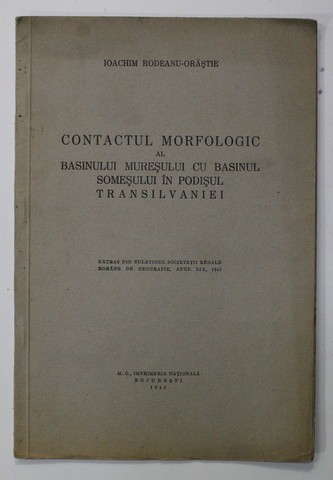 IOACHIM RODEANU-ORĂȘTIE
CONTACTUL MORFOLOGIC
AL
BASINULUI MUREȘULUI CU BASINUL
SOMEȘULUI ÎN PODIȘUL
TRANSILVANIEI
EXTRAS DIN BULETINUL SOCIETĂȚII REGALE
ROMÂNE DE GEOGRAFIE, ANUL LIX,
M. O., IMPRIMERIA NAȚIONALĂ
BUCUREȘTI